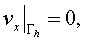 v_x|_{Γ_h} = 0,